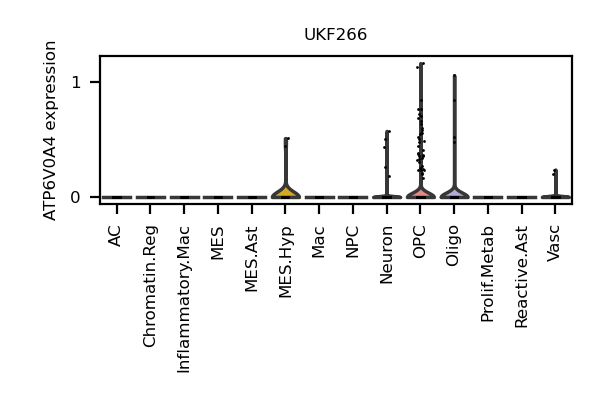 UKF266
ATP6V0A4 expression
1
0
AC
Chromatin.Reg
Inflammatory.Mac
MES
MES.Ast
MES.Hyp
Mac
NPC
Neuron
OPC
Oligo
Prolif.Metab
Reactive.Ast
Vasc